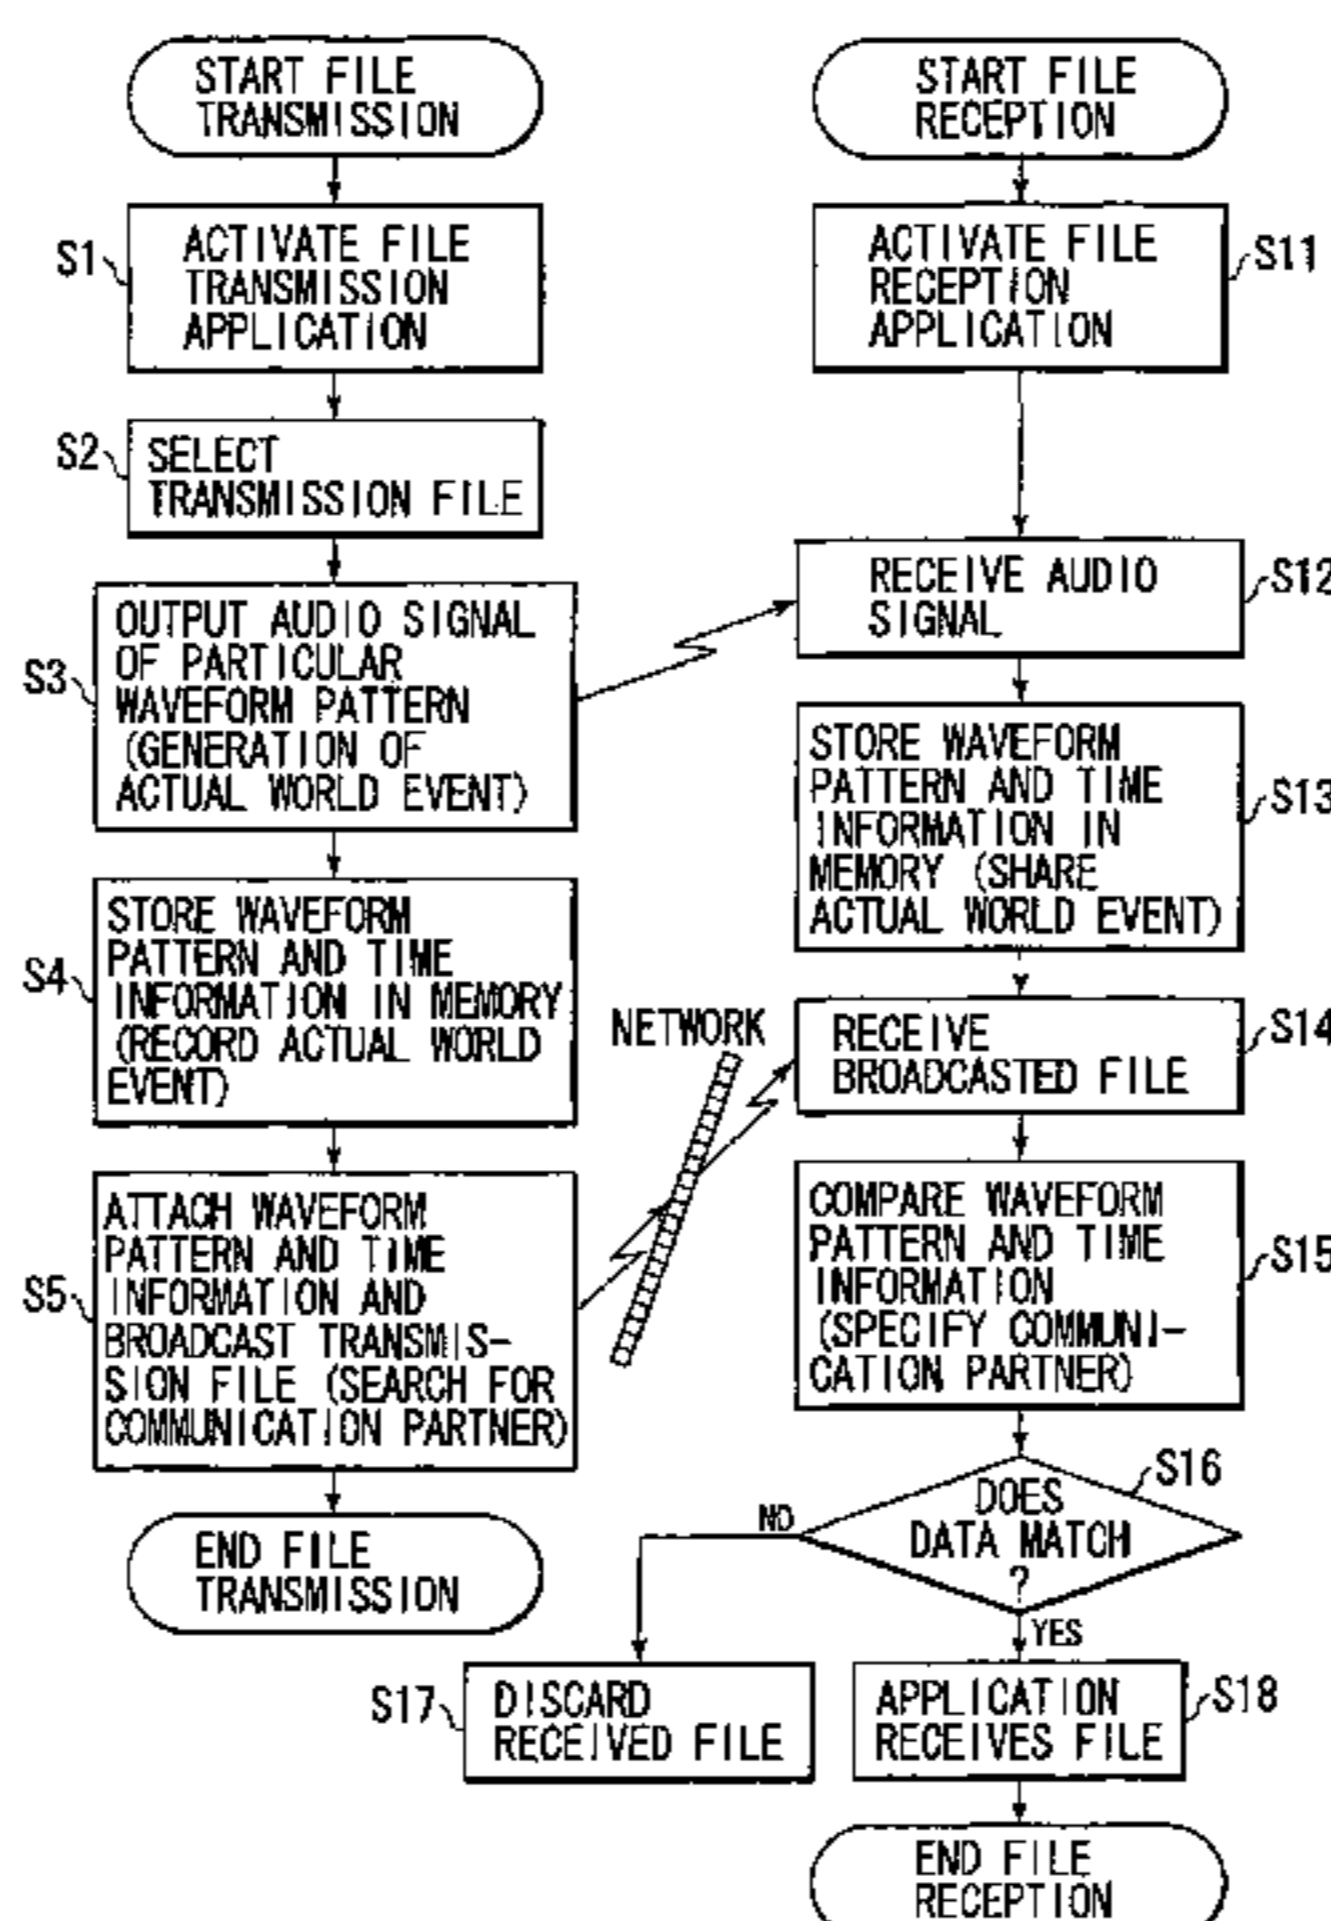 START FILE
TRANSMISSION
S1
ACTIVATE FILE
TRANSMISSION
APPLICATION
S2
SELECT
TRANSMISSION FILE
S3
OUTPUT AUDIO SIGNAL
OF PARTICULAR
WAVEFORM PATTERN
(GENERATION OF
ACTUAL WORLD EVENT)
S4
STORE WAVEFORM
PATTERN AND TIME
INFORMATION IN MEMORY
(RECORD ACTUAL WORLD
EVENT)
S5
ATTACH WAVEFORM
PATTERN AND TIME
INFORMATION AND
BROADCAST TRANSMIS-
SION FILE (SEARCH FOR
COMMUNICATION PARTNER)
END FILE
TRANSMISSION
NETWORK
START FILE
RECEPTION
ACTIVATE FILE
RECEPTION
APPLICATION
S11
RECEIVE AUDIO
SIGNAL
S12
STORE WAVEFORM
PATTERN AND TIME
INFORMATION IN
MEMORY (SHARE
ACTUAL WORLD EVENT)
S13
RECEIVE
BROADCASTED FILE
S14
COMPARE WAVEFORM
PATTERN AND TIME
INFORMATION
(SPECIFY COMMUNI-
CATION PARTNER)
S15
DOES
DATA MATCH
?
S16
NO
YES
S17
DISCARD
RECEIVED FILE
APPLICATION
RECEIVES FILE
S18
END FILE
RECEPTION